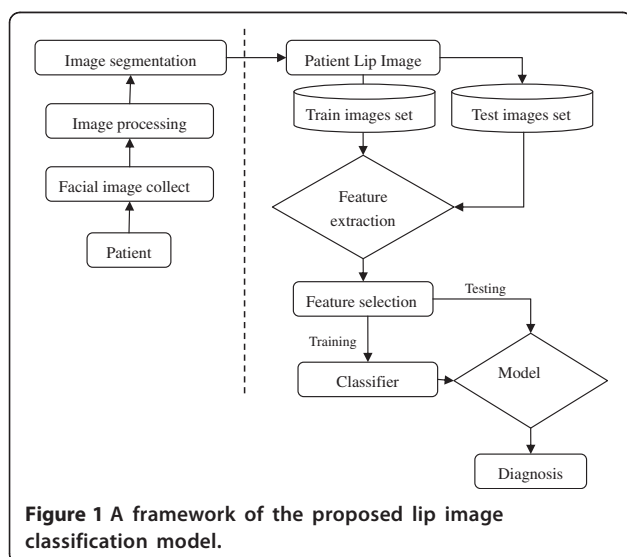 Image segmentation
Image processing
Facial image collect
Patient
Patient Lip Image
Train images set
Test images set
Feature
extraction
Feature selection
Testing
Training
Classifier
Model
Diagnosis
Figure 1 A framework of the proposed lip image
classification model.